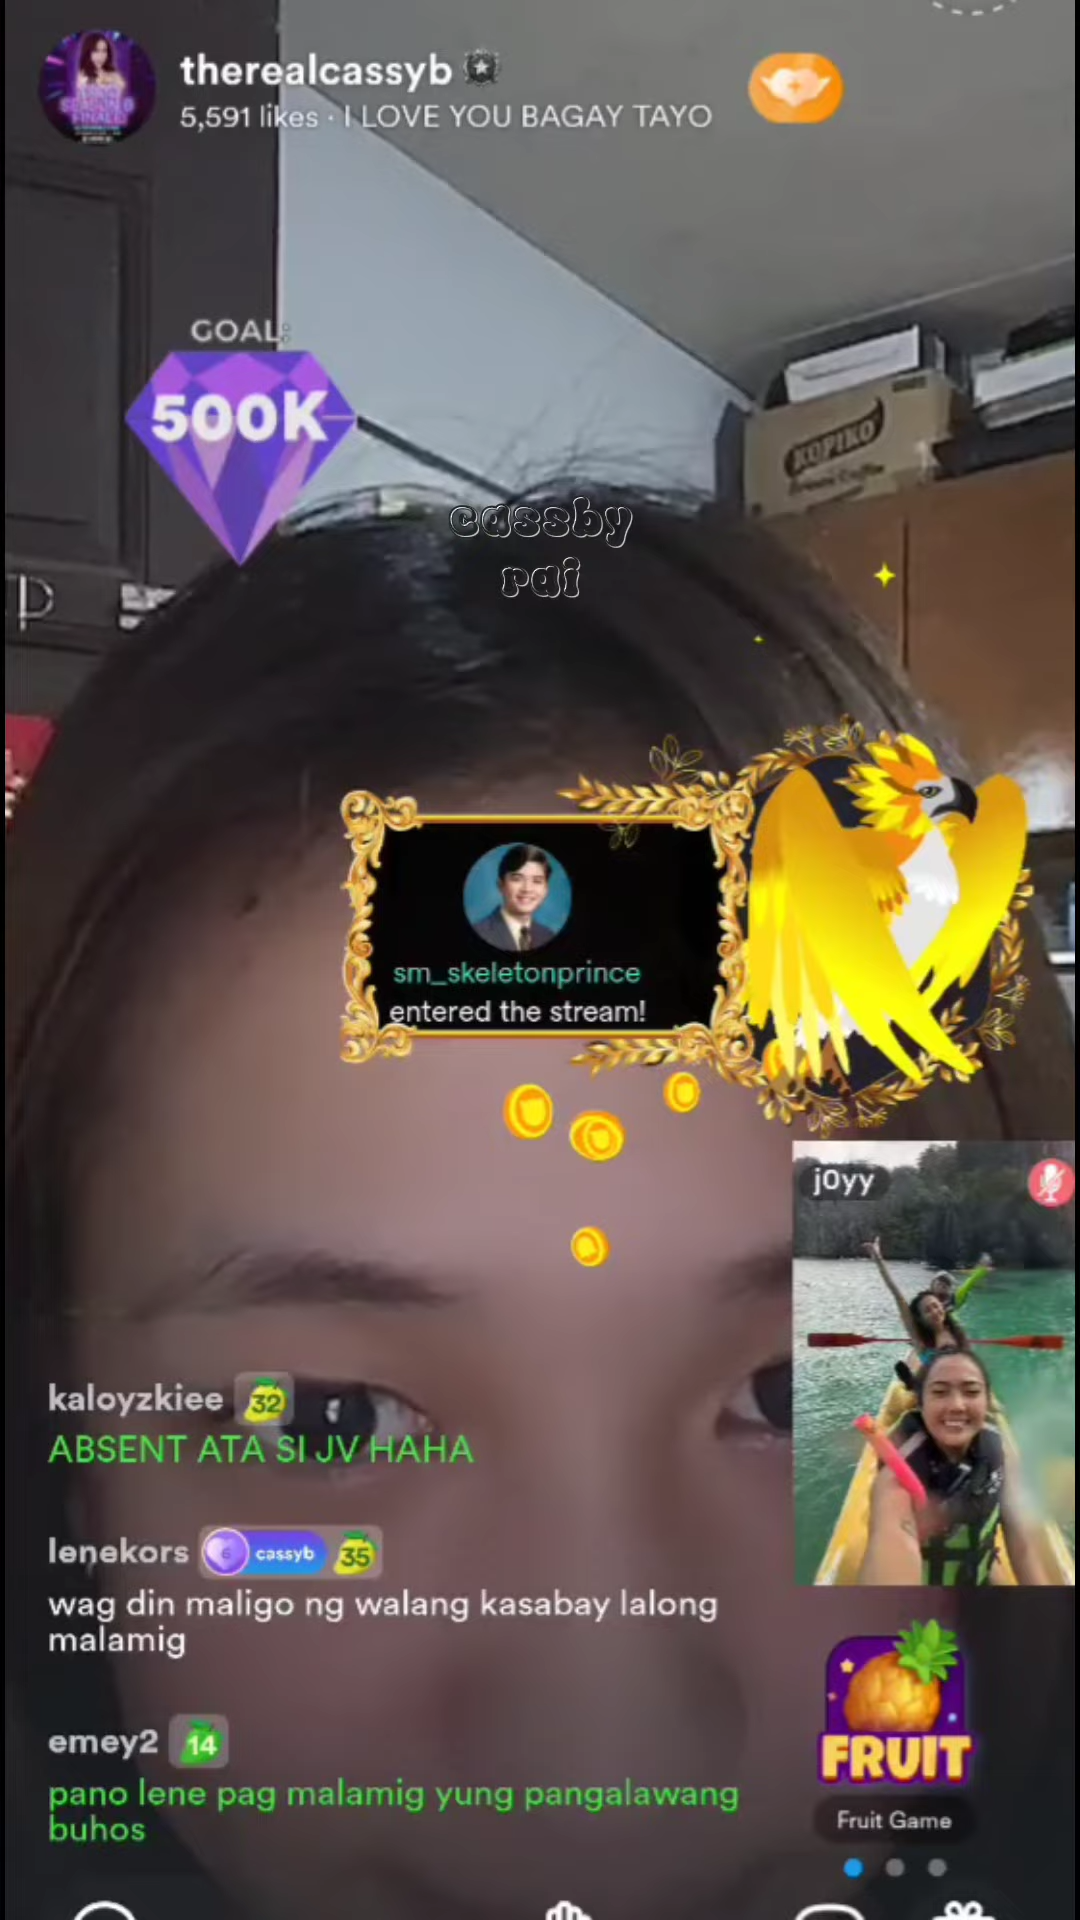 therealcassyb
5,591 likes · I LOVE YOU BAGAY TAYO
GOAL:
500K
KOPIKO
cassby
rai
P
sm_skeletonprince
entered the stream!
j0yy
kaloyzkiee 32
ABSENT ATA SI JV HAHA
lenekors 6 cassyb 35
wag din maligo ng walang kasabay lalong
malamig
emey2 14
pano lene pag malamig yung pangalawang
buhos
FRUIT
Fruit Game